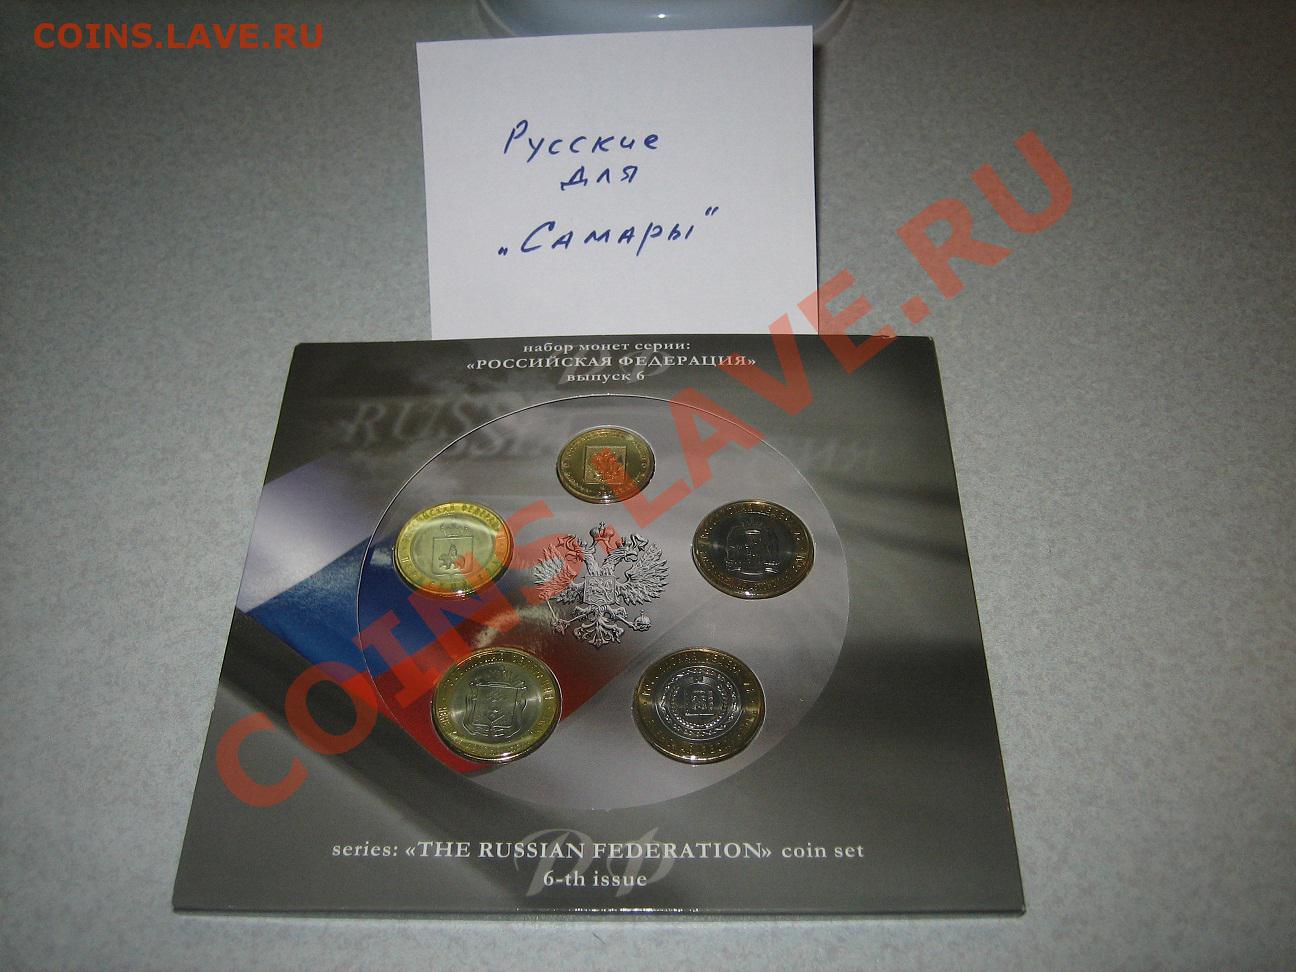 COINS.LAVE.RU
Русские
для
„Самары"
набор монет серии:
«РОССИЙСКАЯ ФЕДЕРАЦИЯ»
выпуск 6
COINS.LAVE.RU
series: «THE RUSSIAN FEDERATION» coin set
6-th issue